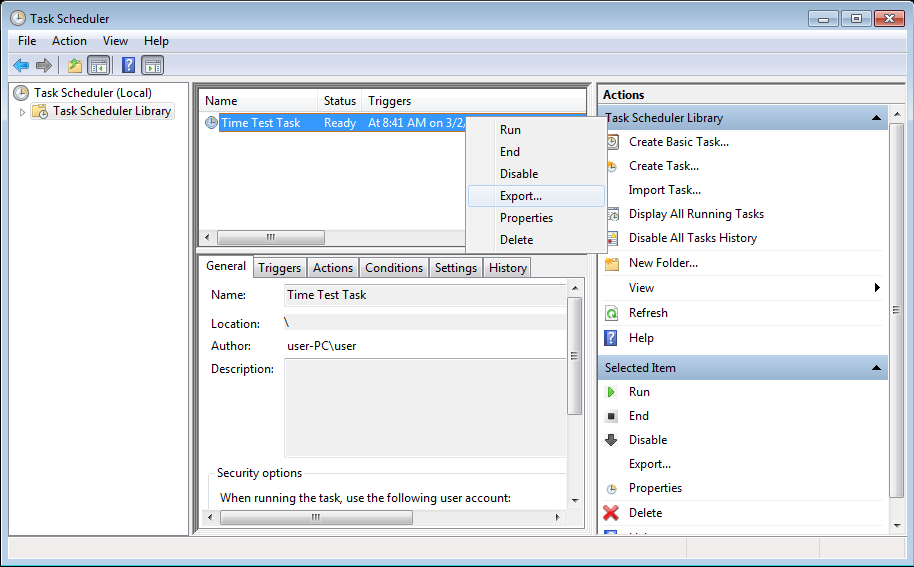 Task Scheduler
File Action View Help
Task Scheduler (Local)
Task Scheduler Library
Name Status Triggers
Time Test Task Ready At 8:41 AM on 3/2/
Run
End
Disable
Export...
Properties
Delete
General Triggers Actions Conditions Settings History
Name: Time Test Task
Location: \
Author: user-PC\user
Description:
Security options
When running the task, use the following user account:
Actions
Task Scheduler Library
Create Basic Task...
Create Task...
Import Task...
Display All Running Tasks
Disable All Tasks History
New Folder...
View
Refresh
Help
Selected Item
Run
End
Disable
Export...
Properties
Delete